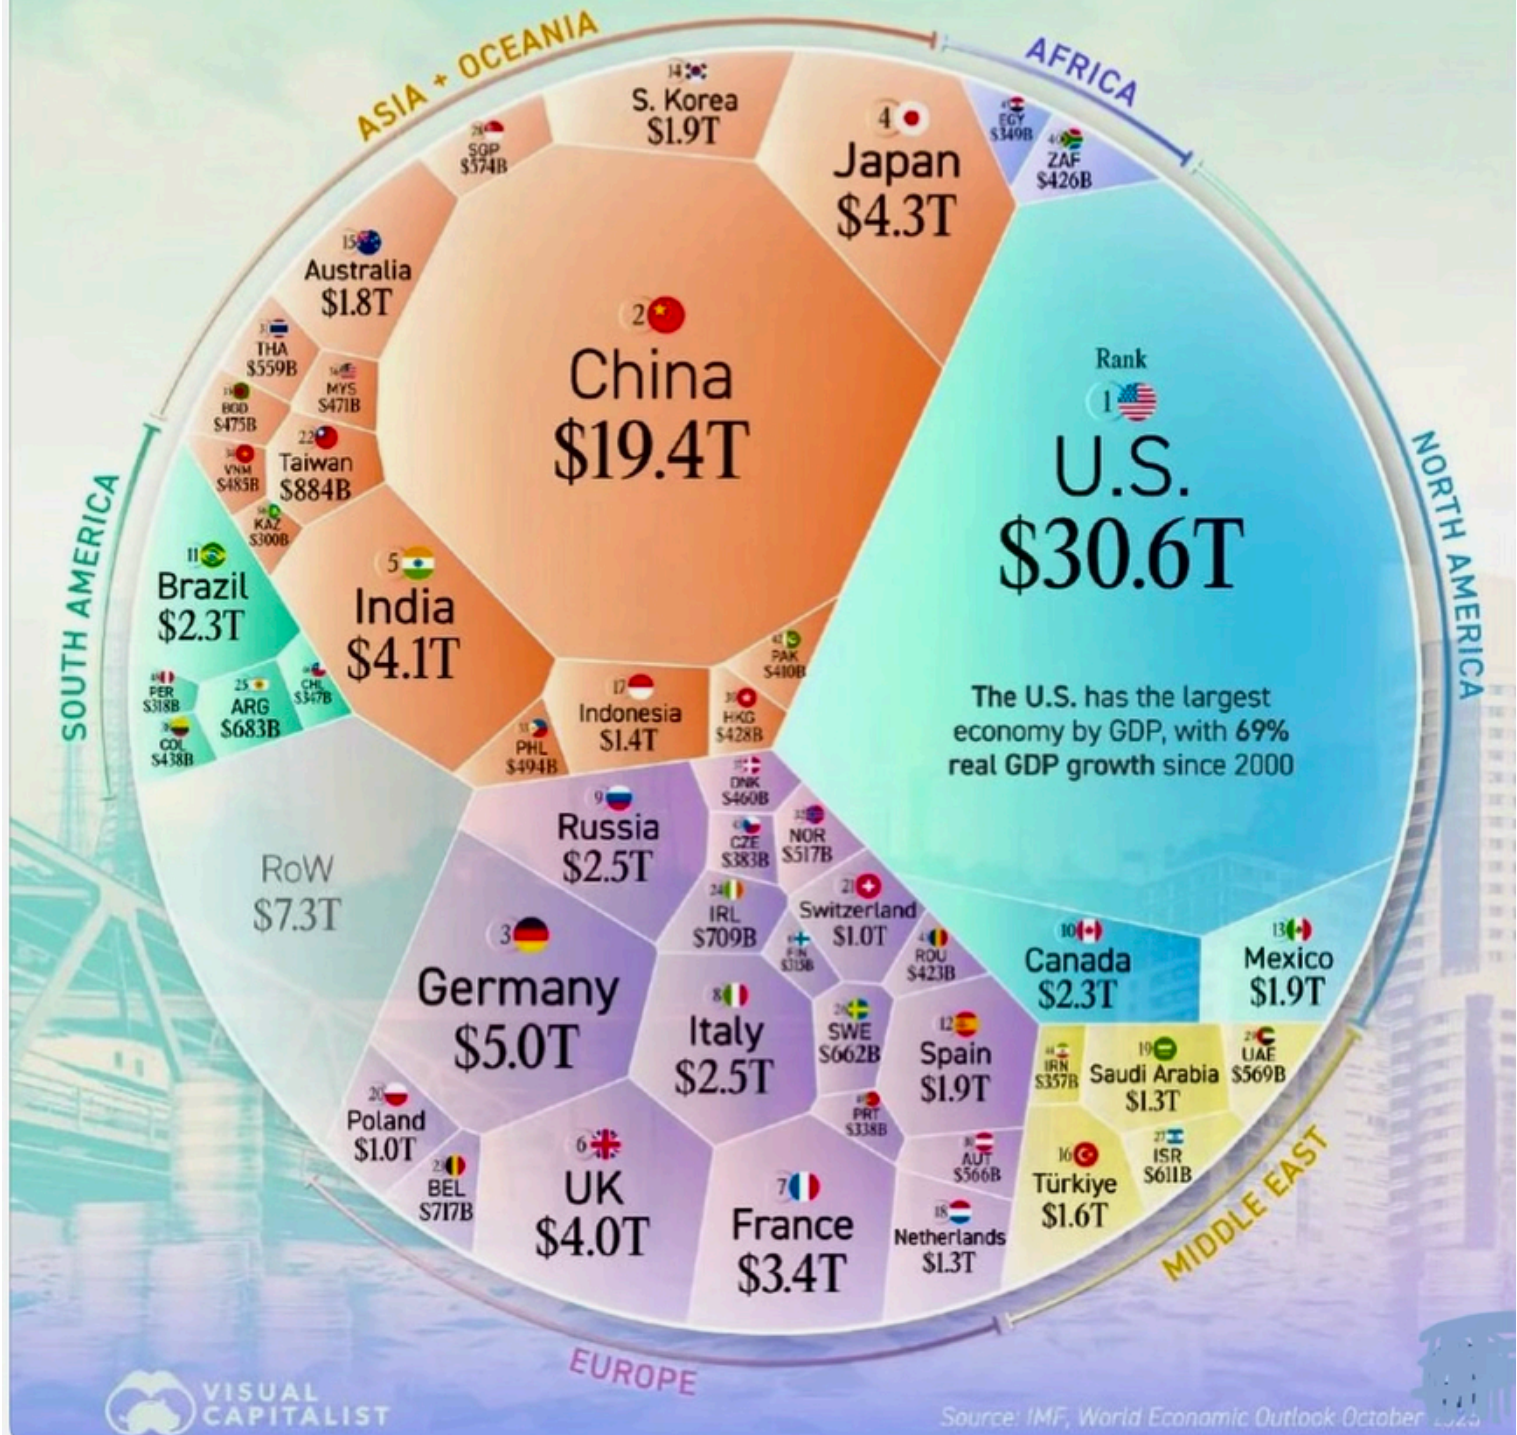 ASIA + OCEANIA
AFRICA
NORTH AMERICA
SOUTH AMERICA
EUROPE
MIDDLE EAST
14
S. Korea
$1.9T
4
Japan
$4.3T
EGY
$349B
ZAF
$426B
SGP
$574B
15
Australia
$1.8T
THA
$559B
MYS
$471B
BGD
$475B
22
Taiwan
$884B
VNM
$485B
KAZ
$300B
2
China
$19.4T
Rank
1
U.S.
$30.6T
The U.S. has the largest
economy by GDP, with 69%
real GDP growth since 2000
11
Brazil
$2.3T
5
India
$4.1T
PER
$318B
25
ARG
$683B
CHL
$347B
COL
$438B
17
Indonesia
$1.4T
PAK
$410B
HKG
$428B
PHL
$494B
RoW
$7.3T
9
Russia
$2.5T
DNK
$460B
CZE
$383B
NOR
$517B
24
IRL
$709B
21
Switzerland
$1.0T
FIN
$315B
ROU
$423B
3
Germany
$5.0T
8
Italy
$2.5T
SWE
$662B
12
Spain
$1.9T
10
Canada
$2.3T
13
Mexico
$1.9T
IRN
$357B
19
Saudi Arabia
$1.3T
UAE
$569B
20
Poland
$1.0T
BEL
$717B
6
UK
$4.0T
7
France
$3.4T
PRT
$338B
AUT
$566B
18
Netherlands
$1.3T
16
Türkiye
$1.6T
27
ISR
$611B
VISUAL
CAPITALIST
Source: IMF, World Economic Outlook October